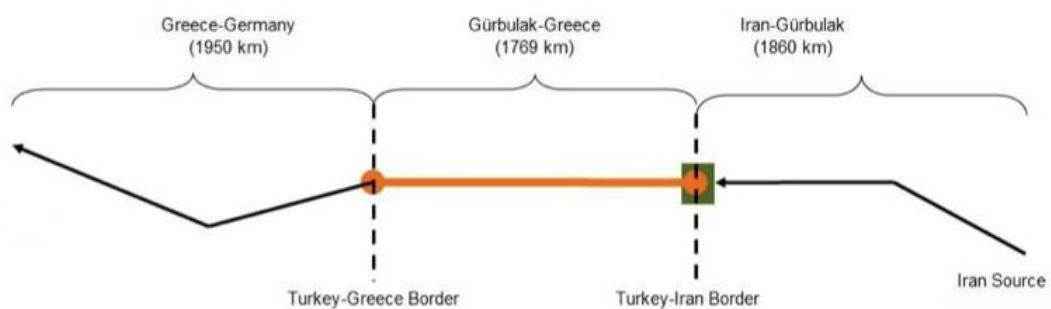 Greece-Germany
(1950 km)
Gürbulak-Greece
(1769 km)
Iran-Gürbulak
(1860 km)
Iran Source
Turkey-Greece Border
Turkey-Iran Border